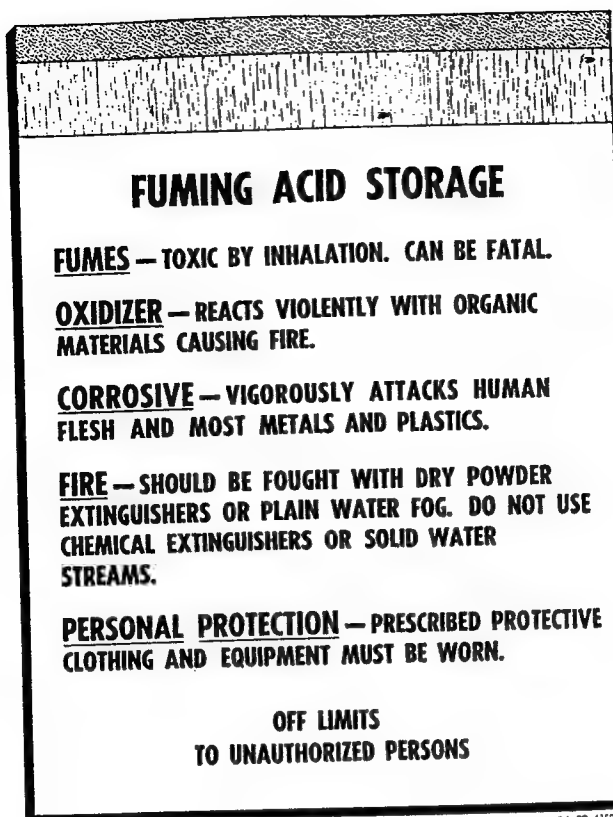 FUMING ACID STORAGE
FUMES — TOXIC BY INHALATION. CAN BE FATAL.
OXIDIZER — REACTS VIOLENTLY WITH ORGANIC
MATERIALS CAUSING FIRE.
CORROSIVE — VIGOROUSLY ATTACKS HUMAN
FLESH AND MOST METALS AND PLASTICS.
FIRE — SHOULD BE FOUGHT WITH DRY POWDER
EXTINGUISHERS OR PLAIN WATER FOG. DO NOT USE
CHEMICAL EXTINGUISHERS OR SOLID WATER
STREAMS.
PERSONAL PROTECTION — PRESCRIBED PROTECTIVE
CLOTHING AND EQUIPMENT MUST BE WORN.
OFF LIMITS
TO UNAUTHORIZED PERSONS